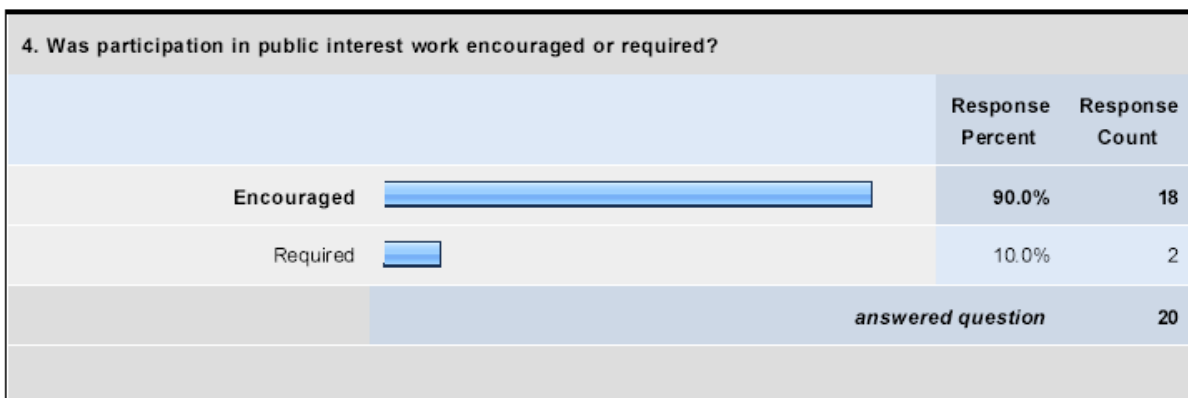 4. Was participation in public interest work encouraged or required?
Response Percent
Response Count
Encouraged 90.0% 18
Required 10.0% 2
answered question 20